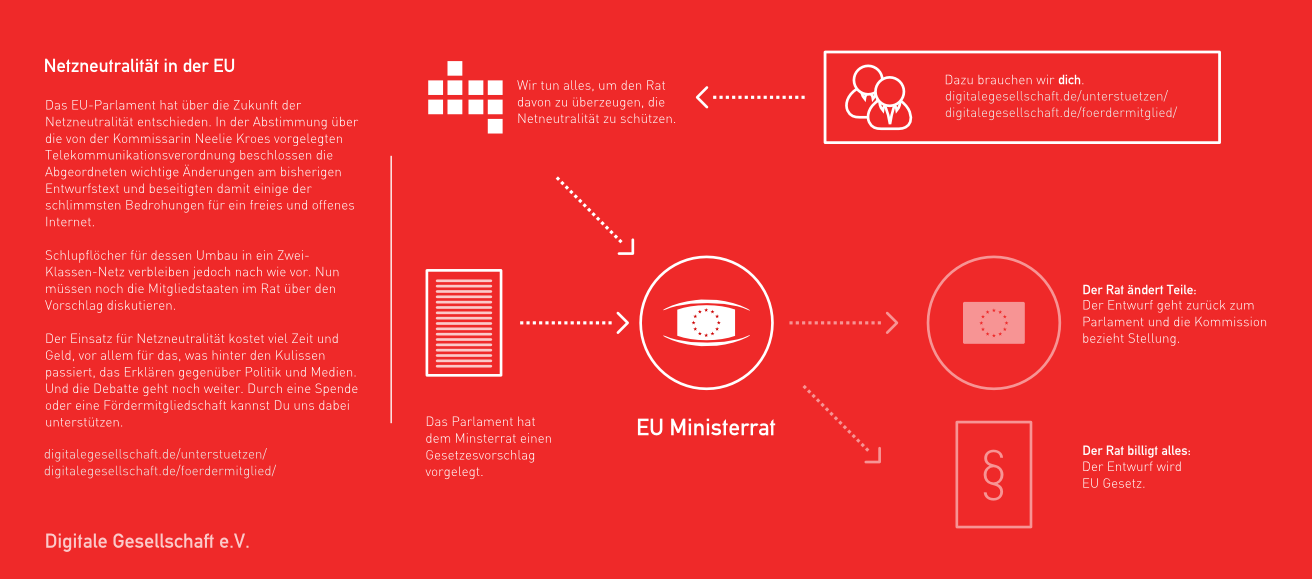 Netzneutralität in der EU
Das EU-Parlament hat über die Zukunft der
Netzneutralität entschieden. In der Abstimmung über
die von der Kommissarin Neelie Kroes vorgelegten
Telekommunikationsverordnung beschlossen die
Abgeordneten wichtige Änderungen am bisherigen
Entwurfstext und beseitigten damit einige der
schlimmsten Bedrohungen für ein freies und offenes
Internet.
Schlupflöcher für dessen Umbau in ein Zwei-
Klassen-Netz verbleiben jedoch nach wie vor. Nun
müssen noch die Mitgliedstaaten im Rat über den
Vorschlag diskutieren.
Der Einsatz für Netzneutralität kostet viel Zeit und
Geld, vor allem für das, was hinter den Kulissen
passiert, das Erklären gegenüber Politik und Medien.
Und die Debatte geht noch weiter. Durch eine Spende
oder eine Fördermitgliedschaft kannst Du uns dabei
unterstützen.
digitalegesellschaft.de/unterstuetzen/
digitalegesellschaft.de/foerdermitglied/
Digitale Gesellschaft e.V.
Wir tun alles, um den Rat
davon zu überzeugen, die
Netneutralität zu schützen.
Dazu brauchen wir dich.
digitalegesellschaft.de/unterstuetzen/
digitalegesellschaft.de/foerdermitglied/
Das Parlament hat
dem Minsterrat einen
Gesetzesvorschlag
vorgelegt.
EU Ministerrat
Der Rat ändert Teile:
Der Entwurf geht zurück zum
Parlament und die Kommission
bezieht Stellung.
§
Der Rat billigt alles:
Der Entwurf wird
EU Gesetz.